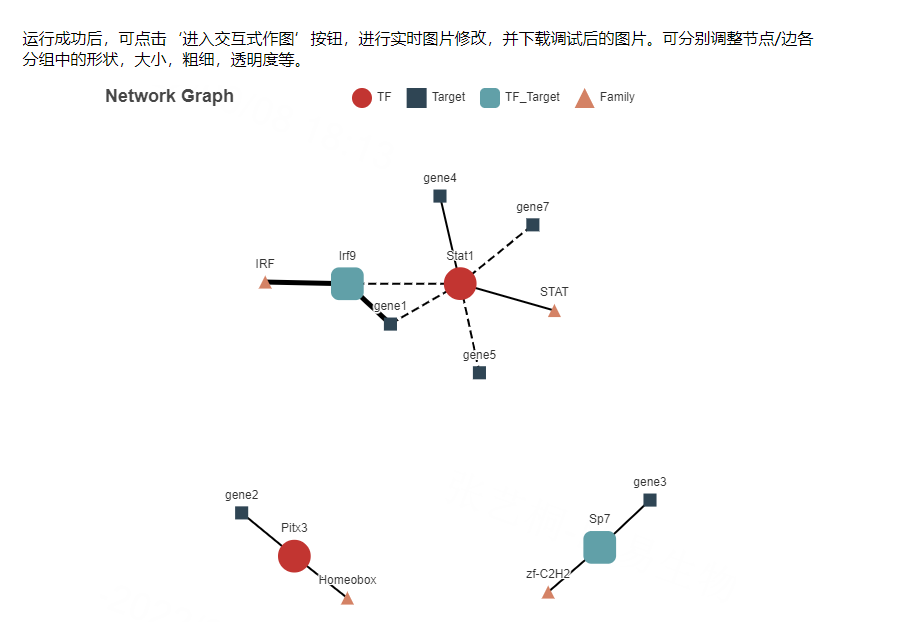 运行成功后，可点击‘进入交互式作图’按钮，进行实时图片修改，并下载调试后的图片。可分别调整节点/边各
分组中的形状，大小，粗细，透明度等。
Network Graph
TF
Target
TF_Target
Family
gene4
gene7
IRF
Irf9
Stat1
gene1
STAT
gene5
gene2
Pitx3
Homeobox
gene3
Sp7
zf-C2H2